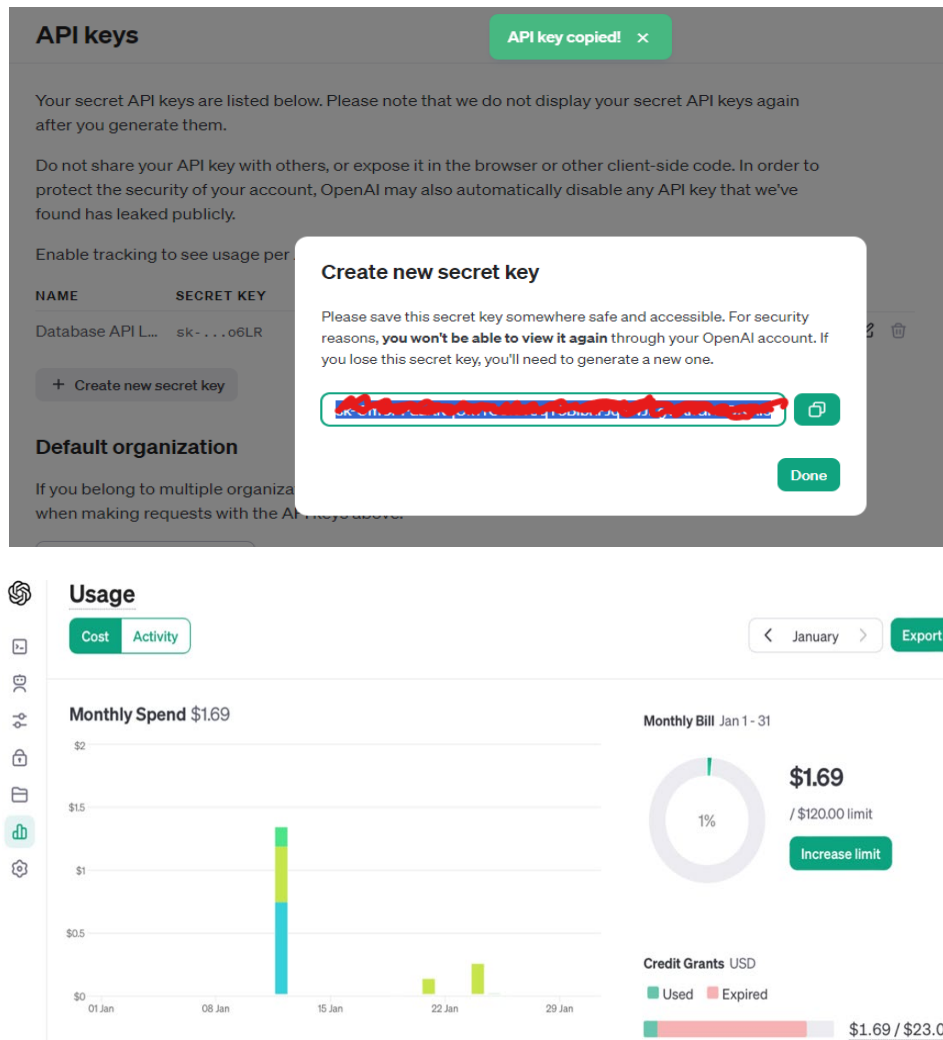 API keys
API key copied! ×
Your secret API keys are listed below. Please note that we do not display your secret API keys again
after you generate them.
Do not share your API key with others, or expose it in the browser or other client-side code. In order to
protect the security of your account, OpenAI may also automatically disable any API key that we've
found has leaked publicly.
Enable tracking to see usage per
NAME SECRET KEY
Database API L... sk-...o6LR
+ Create new secret key
Default organization
If you belong to multiple organiza
when making requests with the API keys above.
Create new secret key
Please save this secret key somewhere safe and accessible. For security
reasons, you won't be able to view it again through your OpenAI account. If
you lose this secret key, you'll need to generate a new one.
Done
Usage
Cost Activity
< January >
Export
Monthly Spend $1.69
$2
$1.5
$1
$0.5
$0
01 Jan 08 Jan 15 Jan 22 Jan 29 Jan
Monthly Bill Jan 1 - 31
1%
$1.69
/ $120.00 limit
Increase limit
Credit Grants USD
Used Expired
$1.69 / $23.0